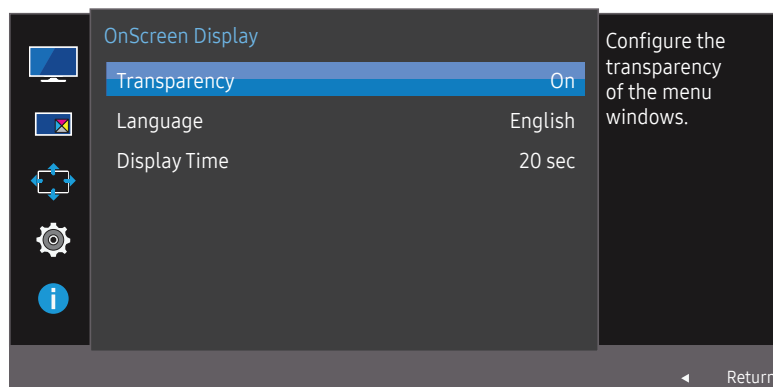 OnScreen Display
Transparency On
Language English
Display Time 20 sec
Configure the
transparency
of the menu
windows.
Return